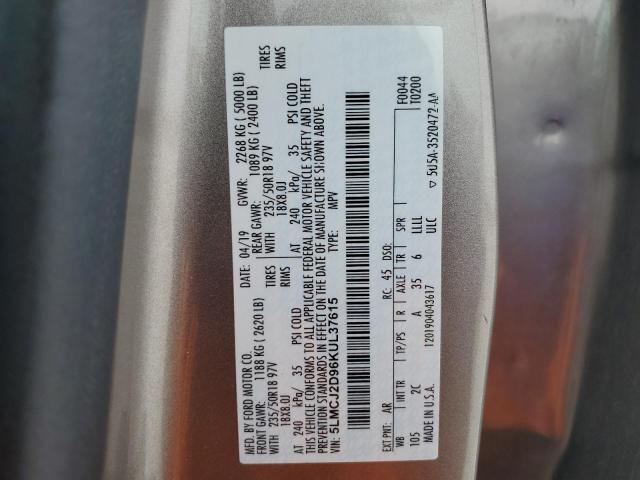 MFD. BY FORD MOTOR CO.
DATE: 04/19 GVWR: 2268 KG ( 5000 LB)
FRONT GAWR: 1188 KG ( 2620 LB) REAR GAWR: 1089 KG ( 2400 LB)
WITH 235/50R18 97V TIRES WITH 235/50R18 97V TIRES
18X8.0J RIMS 18X8.0J RIMS
AT 240 kPa/ 35 PSI COLD AT 240 kPa/ 35 PSI COLD
THIS VEHICLE CONFORMS TO ALL APPLICABLE FEDERAL MOTOR VEHICLE SAFETY AND THEFT
PREVENTION STANDARDS IN EFFECT ON THE DATE OF MANUFACTURE SHOWN ABOVE.
VIN: 5LMCJ2D96KUL37615 TYPE: MPV
F0044
T0200
EXT PNT: AR RC: 45 DSO:
WB INT TR TP/PS R AXLE TR SPR
105 2C A 35 6 LLLL
ULC
MADE IN U.S.A. 120190403617
5U5A-3520472-AA